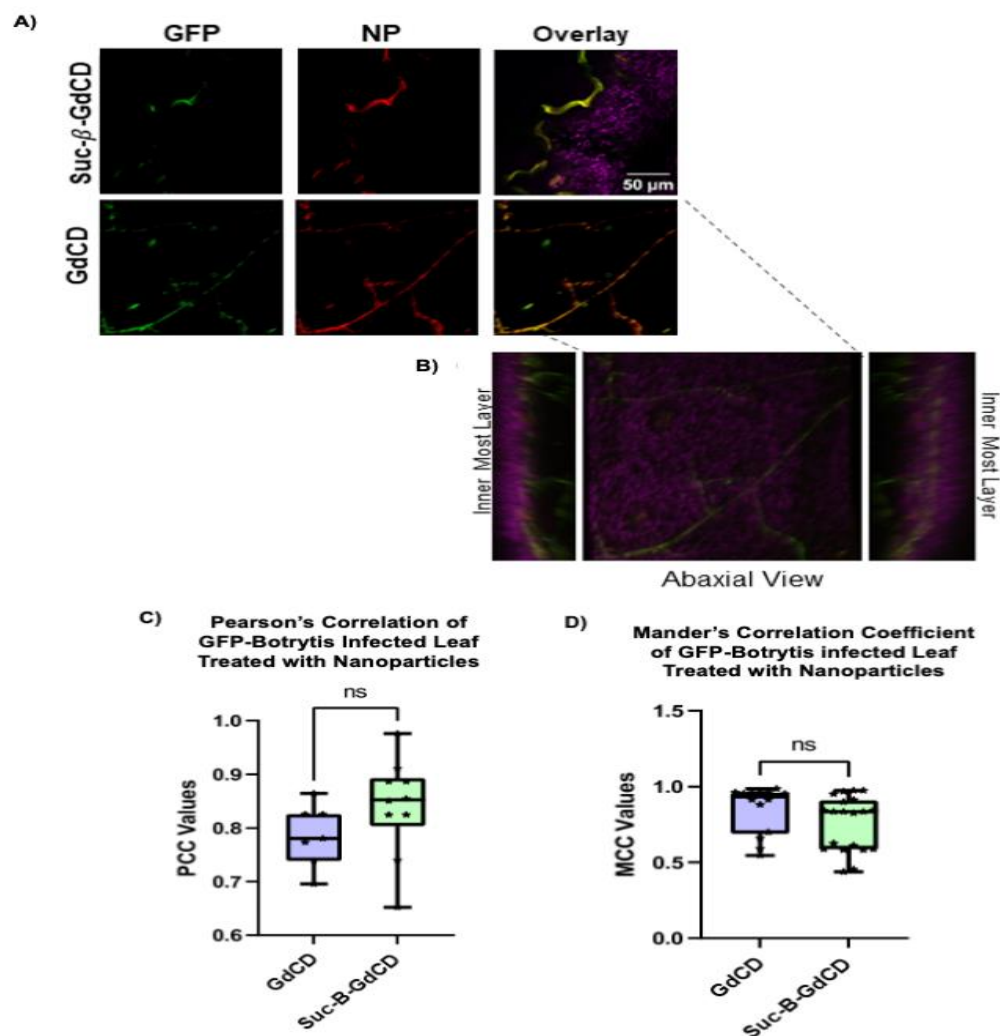 A)
GFP NP Overlay
Suc-β-GdCD
50 µm
GdCD
B)
Inner Most Layer
Inner Most Layer
Abaxial View
C)
Pearson's Correlation of
GFP-Botrytis Infected Leaf
Treated with Nanoparticles
ns
1.0
0.9
0.8
0.7
0.6
PCC Values
GdCD
Suc-B-GdCD
D)
Mander's Correlation Coefficient
of GFP-Botrytis infected Leaf
Treated with Nanoparticles
ns
1.5
1.0
0.5
0.0
MCC Values
GdCD
Suc-B-GdCD